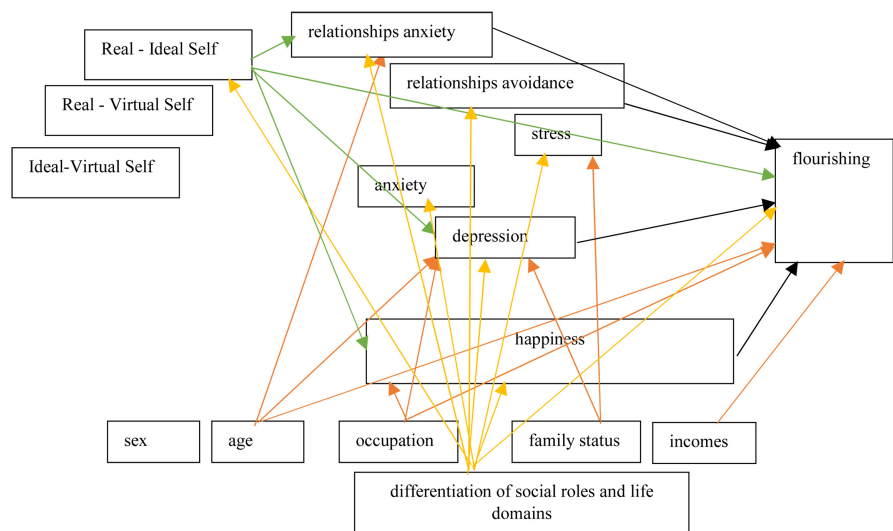 relationships anxiety
Real - Ideal Self
relationships avoidance
Real - Virtual Self
stress
flourishing
Ideal-Virtual Self
anxiety
depression
happiness
sex
age
occupation
family status
incomes
differentiation of social roles and life
domains